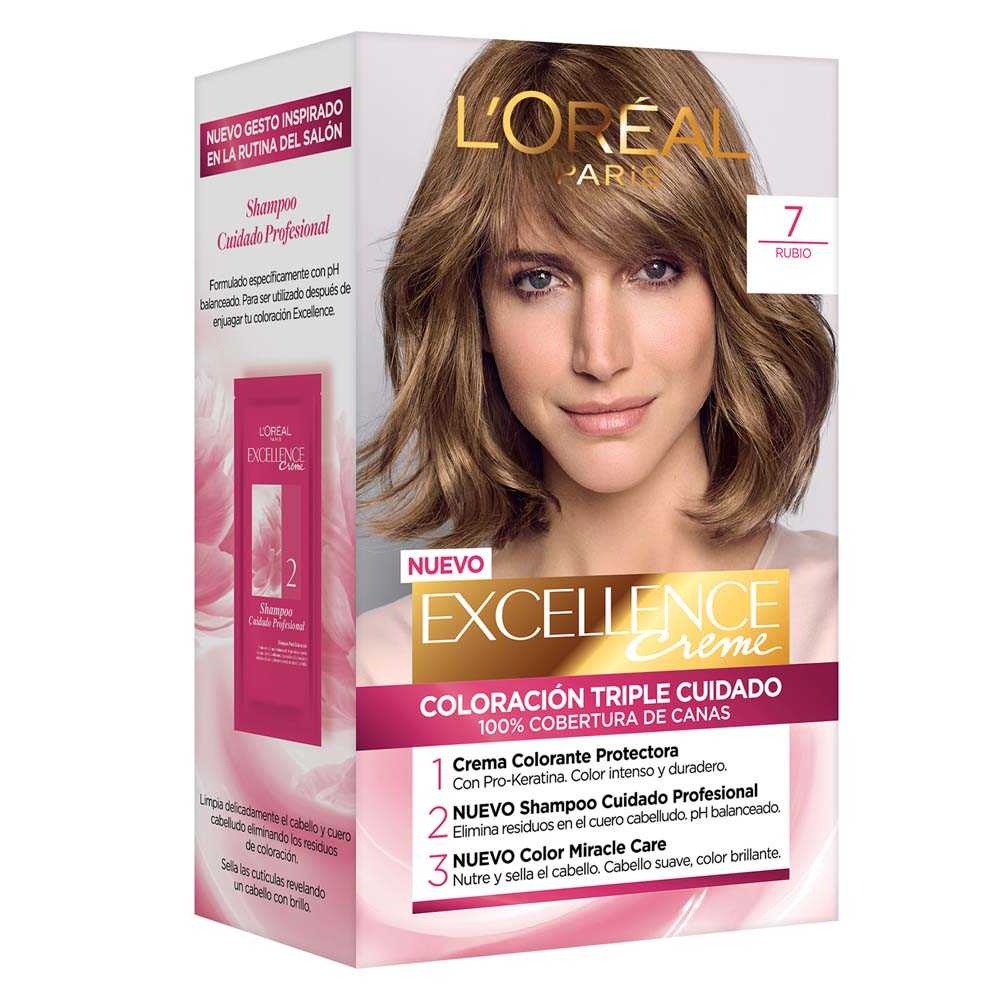 NUEVO GESTO INSPIRADO
EN LA RUTINA DEL SALÓN
Shampoo
Cuidado Profesional
Formulado específicamente con pH
balanceado. Para ser utilizado después de
enjuagar tu coloración Excellence.
L'ORÉAL
PARIS
EXCELLENCE
Creme
2
Shampoo
Cuidado Profesional
Limpia delicadamente el cabello y cuero
cabelludo eliminando los residuos
de coloración.
Sella las cutículas revelando
un cabello con brillo.
L'ORÉAL
PARIS
7
RUBIO
NUEVO
EXCELLENCE
Creme
COLORACIÓN TRIPLE CUIDADO
100% COBERTURA DE CANAS
1 Crema Colorante Protectora
Con Pro-Keratina. Color intenso y duradero.
2 NUEVO Shampoo Cuidado Profesional
Elimina residuos en el cuero cabelludo. pH balanceado.
3 NUEVO Color Miracle Care
Nutre y sella el cabello. Cabello suave, color brillante.